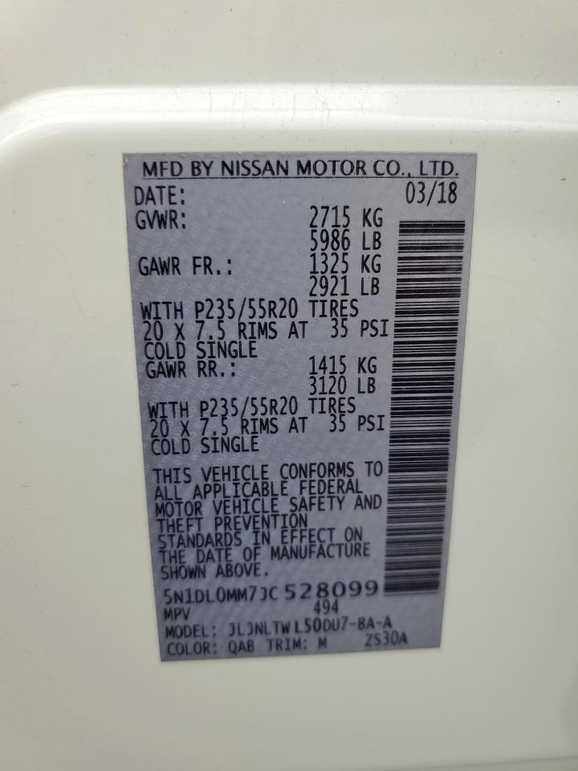 MFD BY NISSAN MOTOR CO., LTD.
DATE: 03/18
GVWR: 2715 KG
5986 LB
GAWR FR.: 1325 KG
2921 LB
WITH P235/55R20 TIRES
20 X 7.5 RIMS AT 35 PSI
COLD SINGLE
GAWR RR.: 1415 KG
3120 LB
WITH P235/55R20 TIRES
20 X 7.5 RIMS AT 35 PSI
COLD SINGLE
THIS VEHICLE CONFORMS TO
ALL APPLICABLE FEDERAL
MOTOR VEHICLE SAFETY AND
THEFT PREVENTION
STANDARDS IN EFFECT ON
THE DATE OF MANUFACTURE
SHOWN ABOVE.
5N1DL0MM7JC528099
MPV 494
MODEL: JLJNLTWL50DU7-BA-A
COLOR: QAB TRIM: M ZS30A